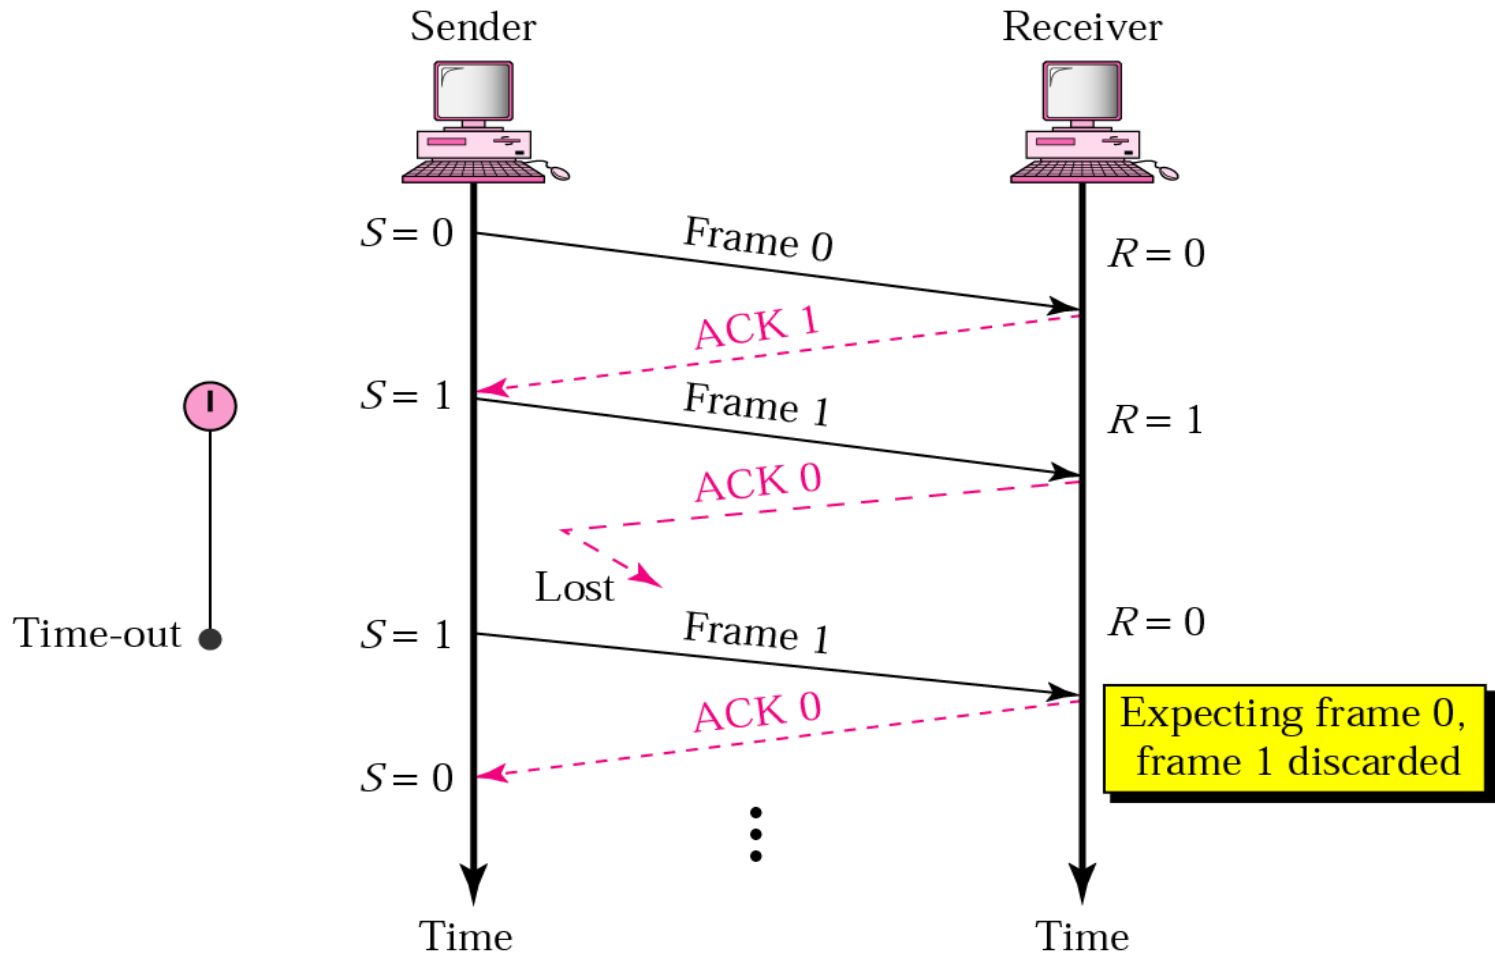 Sender
Receiver
S = 0
Frame 0
R = 0
ACK 1
S = 1
Frame 1
R = 1
ACK 0
Lost
Time-out
S = 1
Frame 1
R = 0
ACK 0
Expecting frame 0,
frame 1 discarded
S = 0
Time
Time